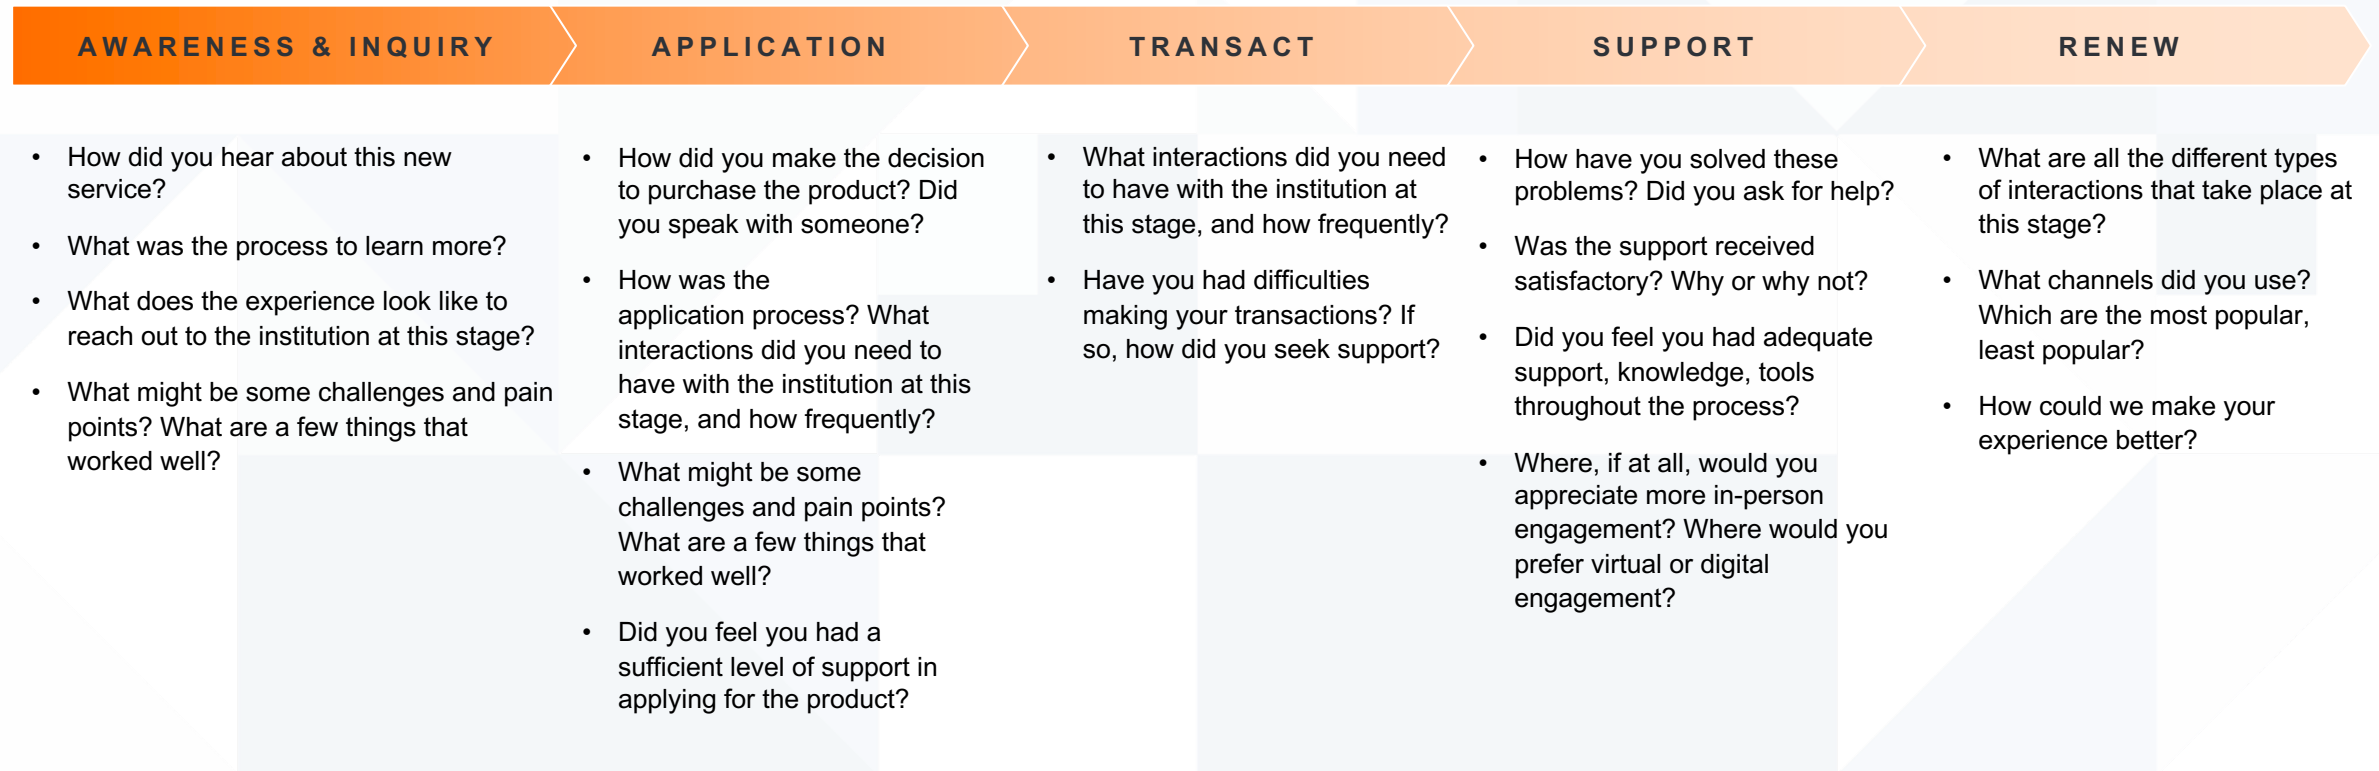 AWARENESS & INQUIRY
APPLICATION
TRANSACT
SUPPORT
RENEW
• How did you hear about this new
service?
• What was the process to learn more?
• What does the experience look like to
reach out to the institution at this stage?
• What might be some challenges and pain
points? What are a few things that
worked well?
• How did you make the decision
to purchase the product? Did
you speak with someone?
• How was the
application process? What
interactions did you need to
have with the institution at this
stage, and how frequently?
• What might be some
challenges and pain points?
What are a few things that
worked well?
• Did you feel you had a
sufficient level of support in
applying for the product?
• What interactions did you need
to have with the institution at
this stage, and how frequently?
• Have you had difficulties
making your transactions? If
so, how did you seek support?
• How have you solved these
problems? Did you ask for help?
• Was the support received
satisfactory? Why or why not?
• Did you feel you had adequate
support, knowledge, tools
throughout the process?
• Where, if at all, would you
appreciate more in-person
engagement? Where would you
prefer virtual or digital
engagement?
• What are all the different types
of interactions that take place at
this stage?
• What channels did you use?
Which are the most popular,
least popular?
• How could we make your
experience better?